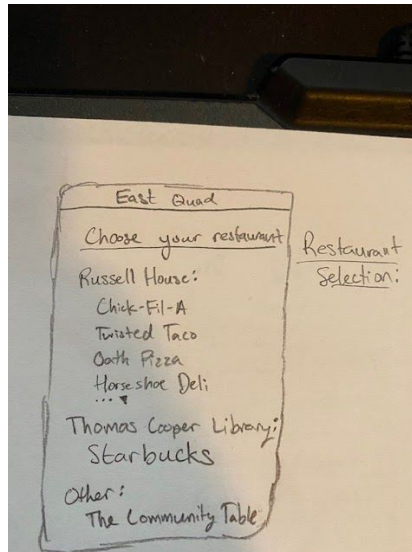 East Quad
Choose your restaurant
Restaurant
Selection:
Russell House:
Chick-Fil-A
Twisted Taco
Oath Pizza
Horseshoe Deli
...
Thomas Cooper Library:
Starbucks
Other:
The Community Table